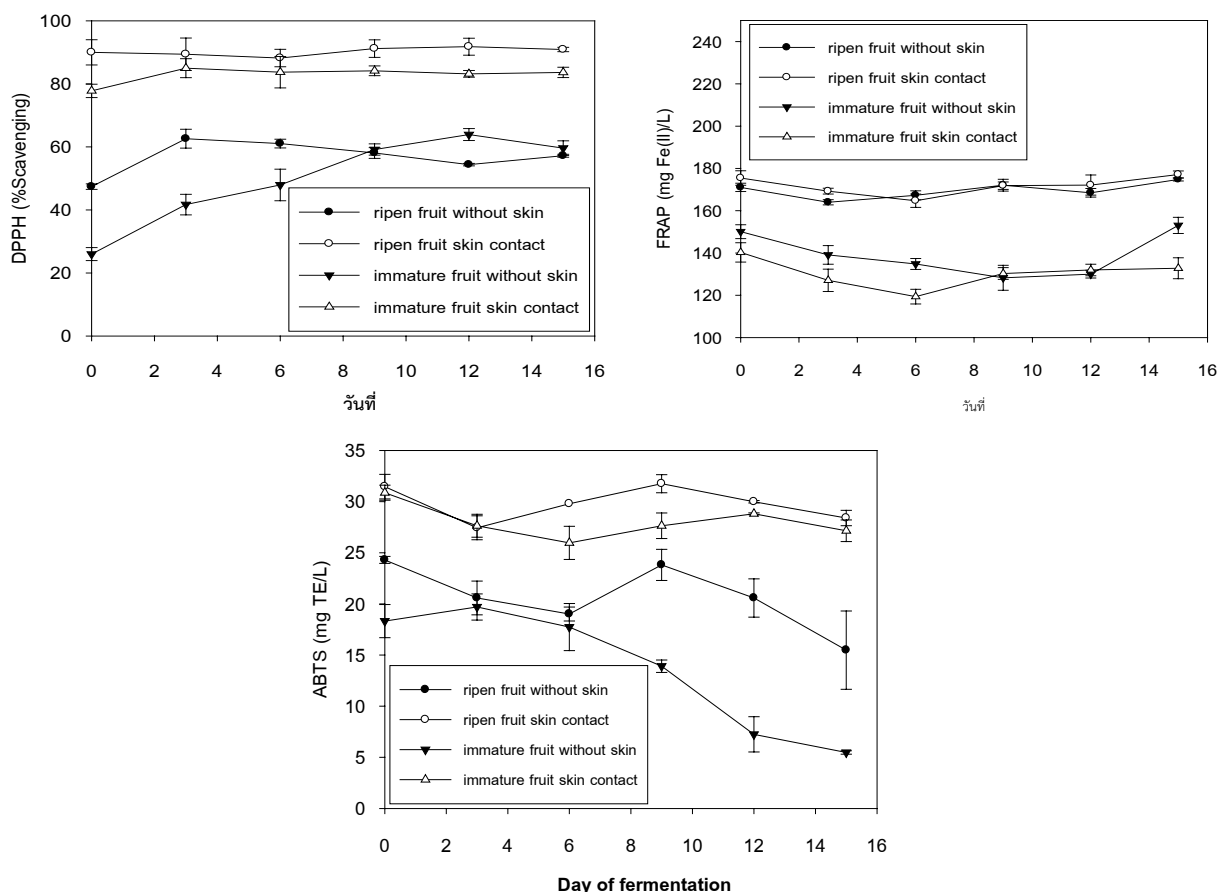 DPPH (%Scavenging)
100
80
60
40
20
0
ripen fruit without skin
ripen fruit skin contact
immature fruit without skin
immature fruit skin contact
0 2 4 6 8 10 12 14 16
วันที่
FRAP (mg Fe(II)/L)
240
220
200
180
160
140
120
100
ripen fruit without skin
ripen fruit skin contact
immature fruit without skin
immature fruit skin contact
0 2 4 6 8 10 12 14 16
วันที่
ABTS (mg TE/L)
35
30
25
20
15
10
5
0
ripen fruit without skin
ripen fruit skin contact
immature fruit without skin
immature fruit skin contact
0 2 4 6 8 10 12 14 16
Day of fermentation